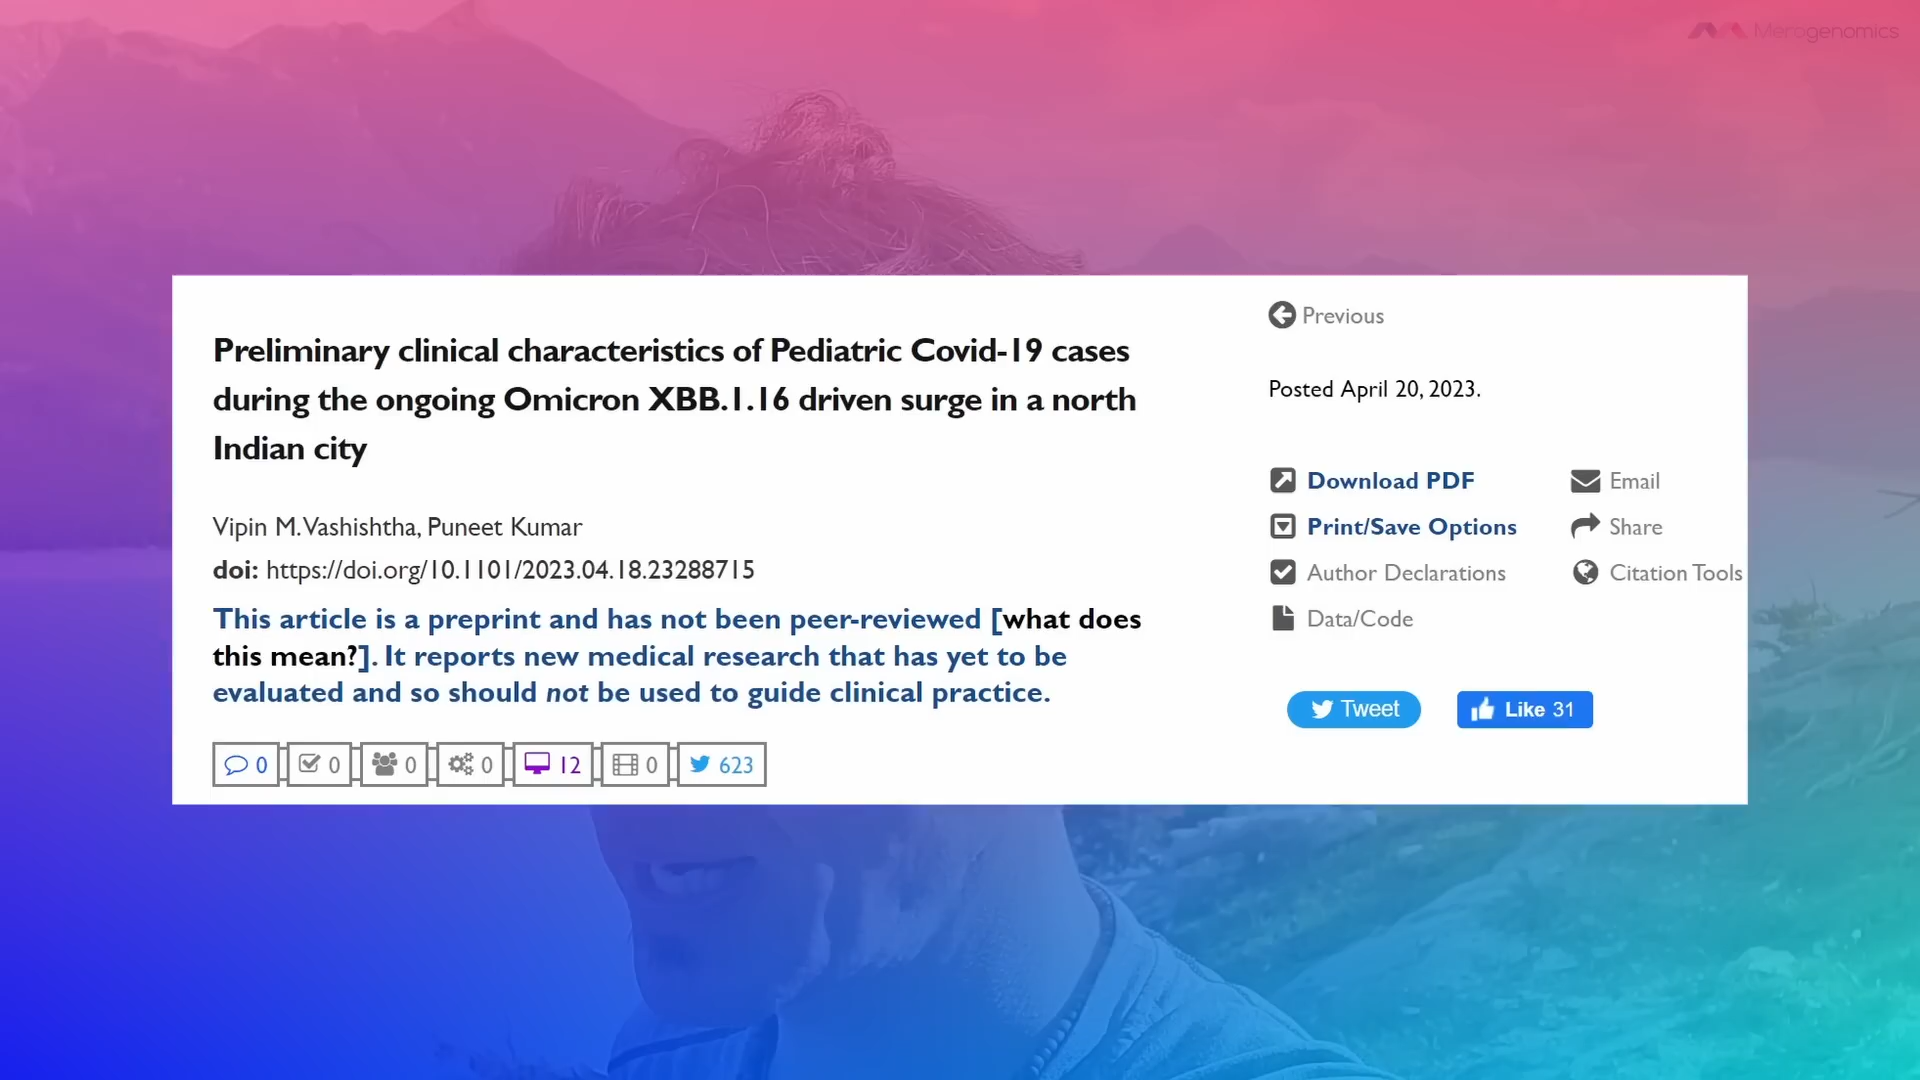 Merogenomics
Preliminary clinical characteristics of Pediatric Covid-19 cases
during the ongoing Omicron XBB.1.16 driven surge in a north
Indian city
Vipin M. Vashishtha, Puneet Kumar
doi: https://doi.org/10.1101/2023.04.18.23288715
This article is a preprint and has not been peer-reviewed [what does
this mean?]. It reports new medical research that has yet to be
evaluated and so should not be used to guide clinical practice.
0 0 0 0 12 0 623
Previous
Posted April 20, 2023.
Download PDF Email
Print/Save Options Share
Author Declarations Citation Tools
Data/Code
Tweet Like 31